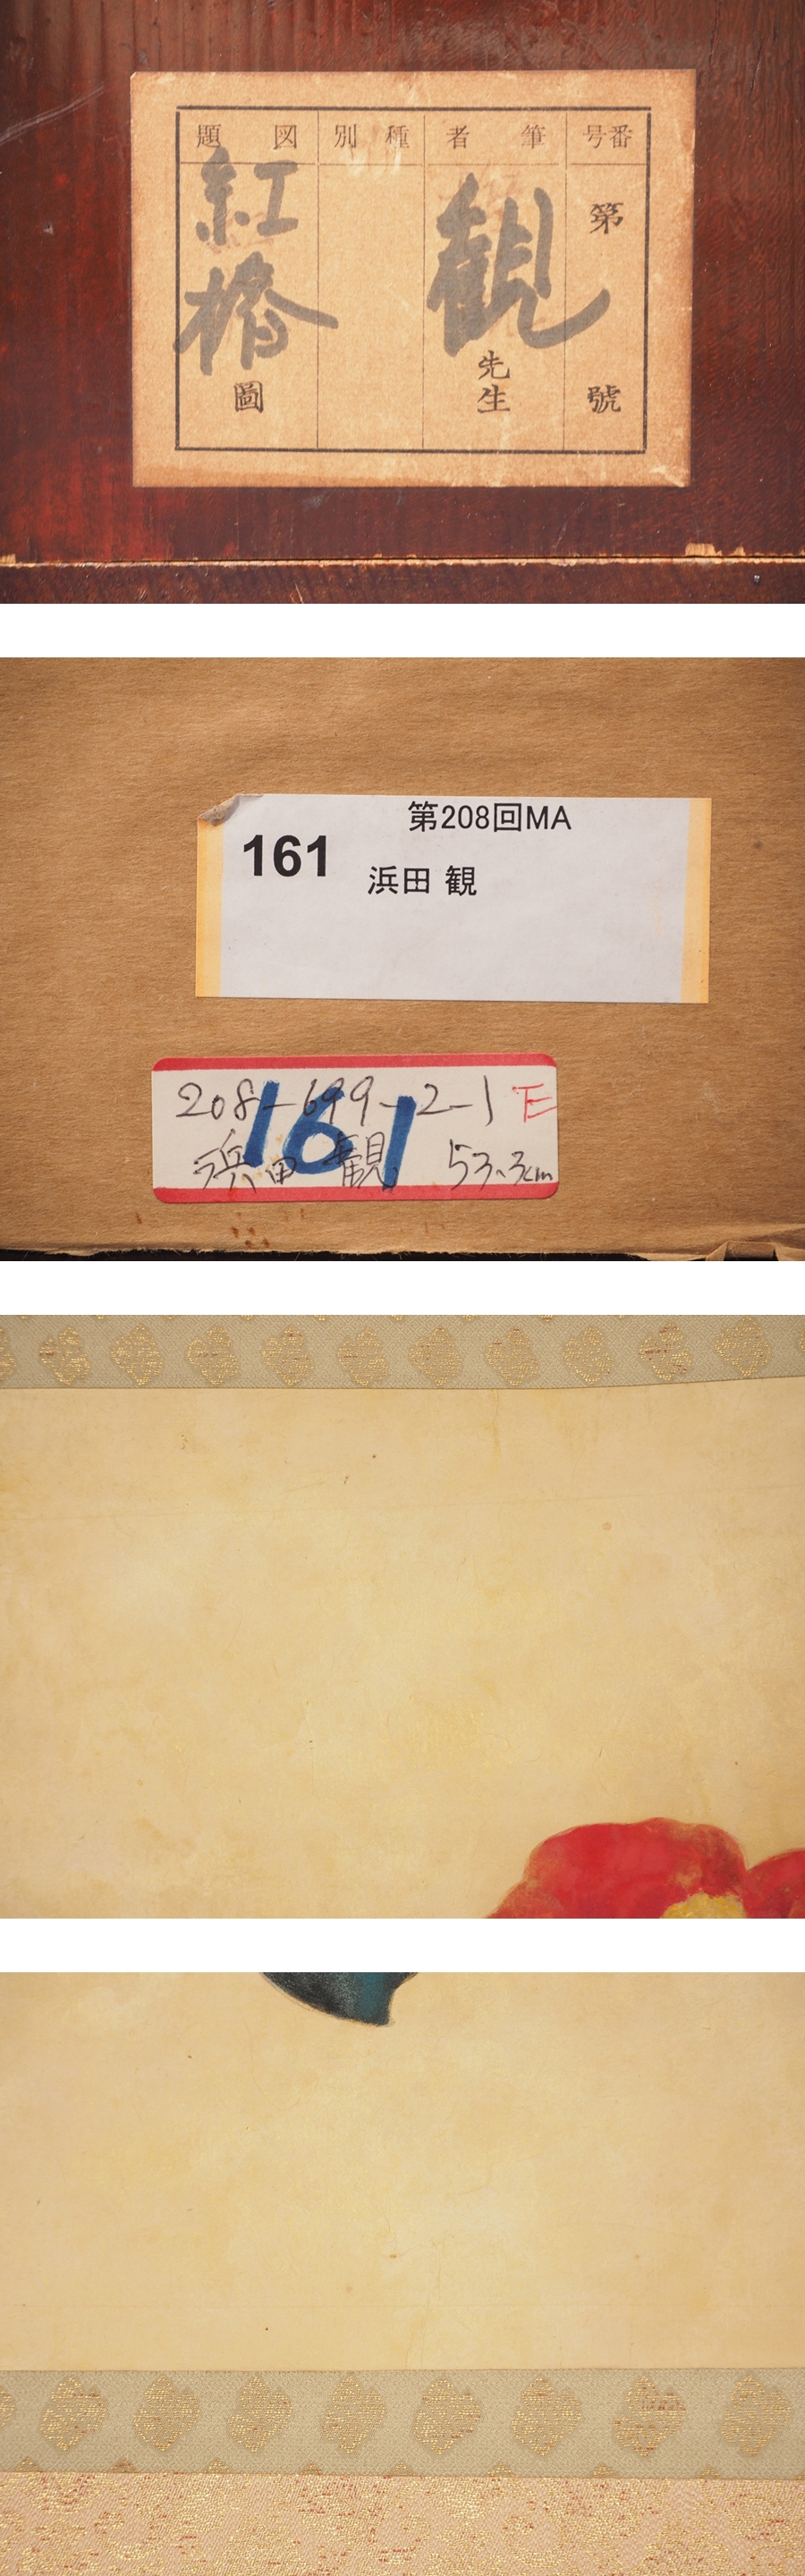 番号
第 號
筆者
観
先生
種別
図題
紅椿
圖
第208回MA
161
浜田 観
208-699-2-1 E
161
浜田 観 53.3cm